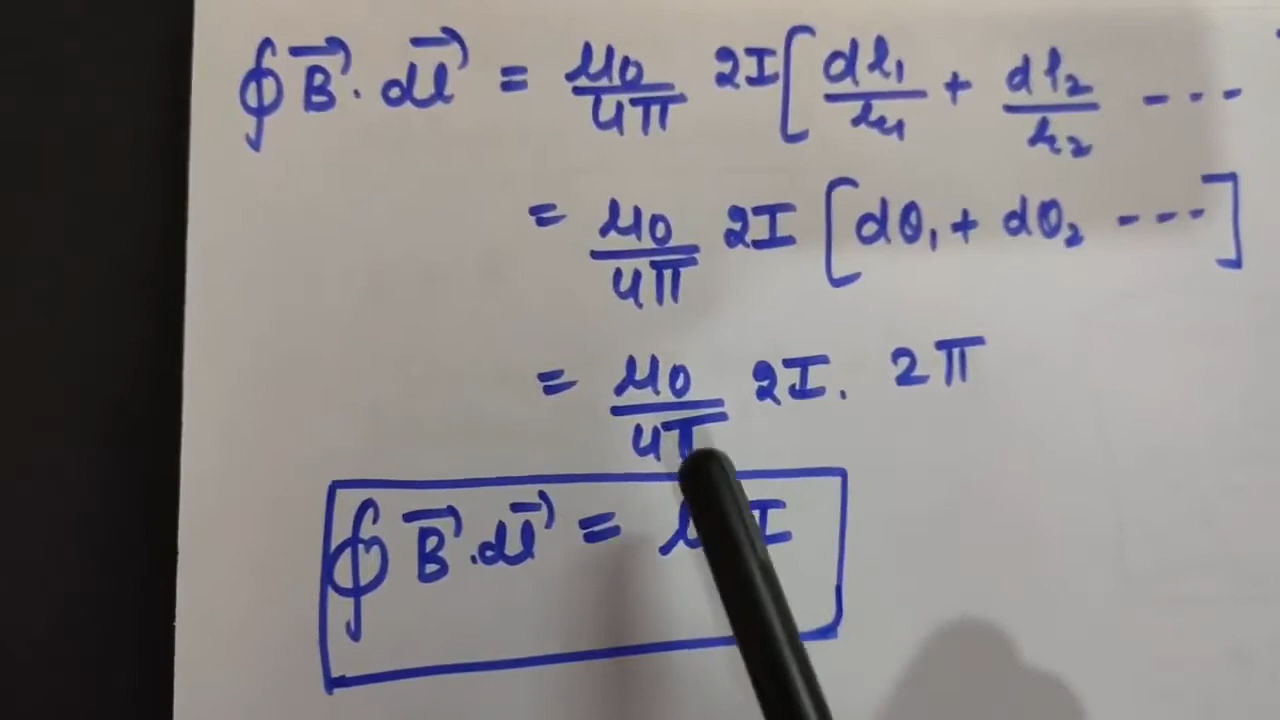 ∮ B⃗ . dl⃗ = μ0/4π 2I [ dl1/r1 + dl2/r2 ---
= μ0/4π 2I [ dθ1 + dθ2 --- ]
= μ0/4π 2I . 2π
∮ B⃗ . dl⃗ = I